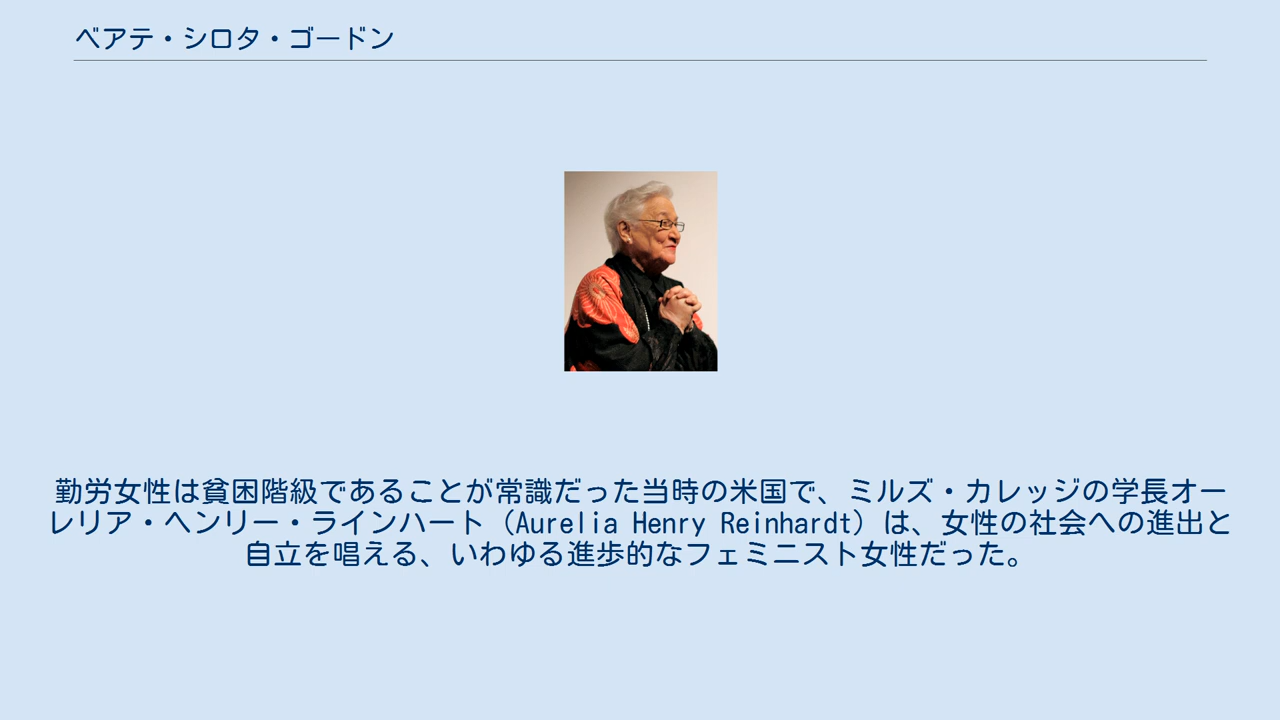 ベアテ・シロタ・ゴードン
勤労女性は貧困階級であることが常識だった当時の米国で、ミルズ・カレッジの学長オー
レリア・ヘンリー・ラインハート（Aurelia Henry Reinhardt）は、女性の社会への進出と
自立を唱える、いわゆる進歩的なフェミニスト女性だった。